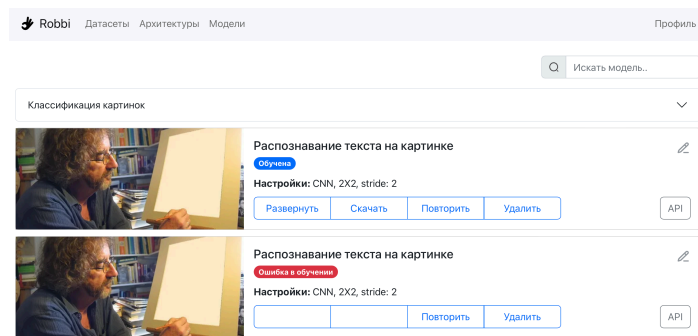 Robbi Датасеты Архитектуры Модели Профиль
Искать модель..
Классификация картинок
Распознавание текста на картинке
Обучена
Настройки: CNN, 2X2, stride: 2
Развернуть Скачать Повторить Удалить API
Распознавание текста на картинке
Ошибка в обучении
Настройки: CNN, 2X2, stride: 2
Повторить Удалить API